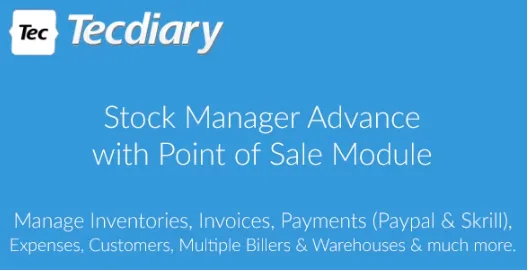 Tec Tecdiary
Stock Manager Advance
with Point of Sale Module
Manage Inventories, Invoices, Payments (Paypal & Skrill),
Expenses, Customers, Multiple Billers & Warehouses & much more.